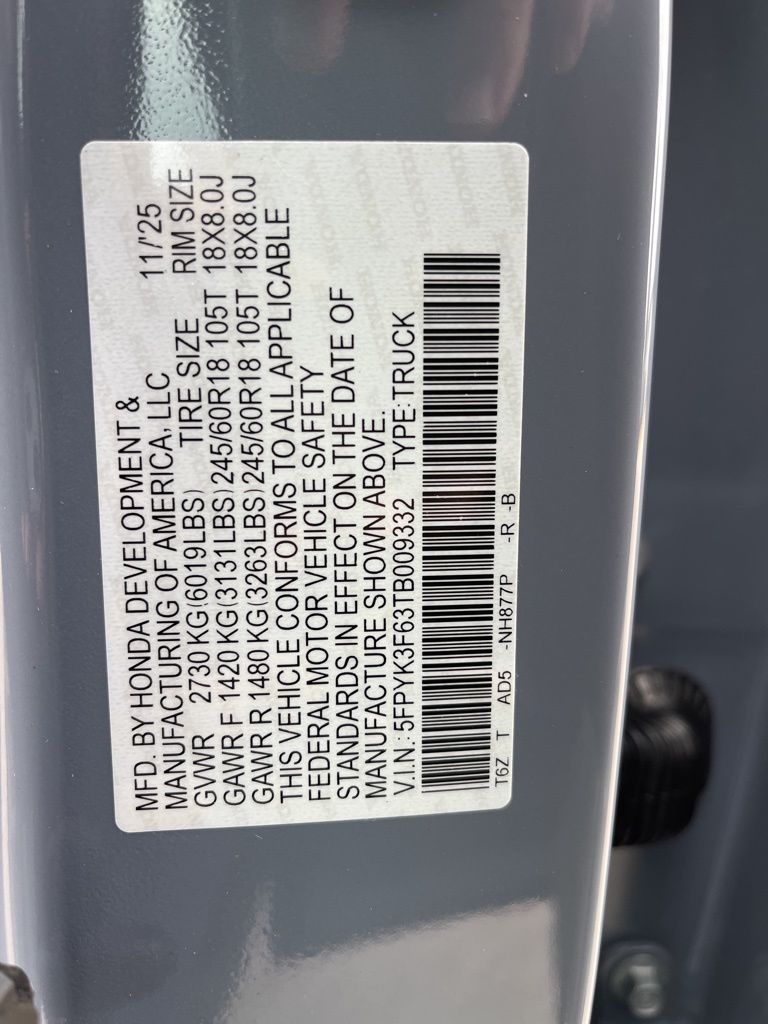 MFD. BY HONDA DEVELOPMENT &
MANUFACTURING OF AMERICA, LLC 11/'25
GVWR 2730 KG(6019LBS) TIRE SIZE RIM SIZE
GAWR F 1420 KG(3131LBS)245/60R18 105T 18X8.0J
GAWR R 1480 KG(3263LBS)245/60R18 105T 18X8.0J
THIS VEHICLE CONFORMS TO ALL APPLICABLE
FEDERAL MOTOR VEHICLE SAFETY
STANDARDS IN EFFECT ON THE DATE OF
MANUFACTURE SHOWN ABOVE.
V.I.N.: 5FPYK3F63TB009332 TYPE: TRUCK
T6Z T AD5 -NH877P -R -B